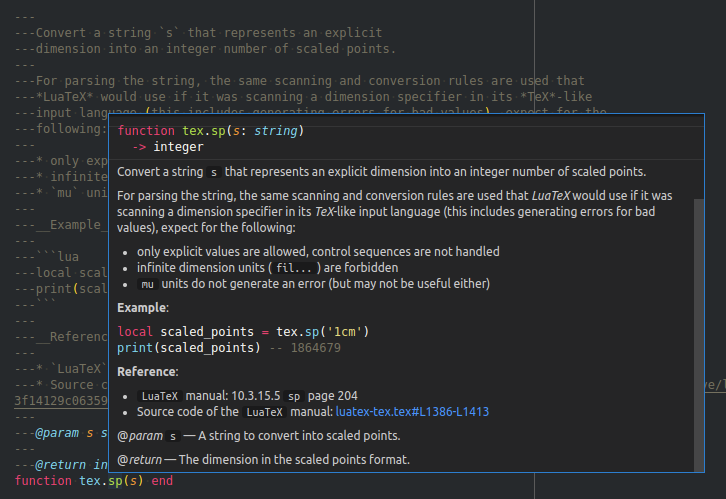 ---
---Convert a string `s` that represents an explicit
---dimension into an integer number of scaled points.
---
---For parsing the string, the same scanning and conversion rules are used that
---*LuaTeX* would use if it was scanning a dimension specifier in its *TeX*-like
---input language (this includes generating errors for bad values), expect for the
---following:
---
---* only exp
---* infinite
---* `mu` uni
---
---__Example_
---
---```lua
---local scal
---print(scal
---```
---
---__Referenc
---
---* `LuaTeX`
---* Source c
3f14129c06359
---
---@param s s
---
---@return in
function tex.sp(s) end
function tex.sp(s: string)
-> integer
Convert a string s that represents an explicit dimension into an integer number of scaled points.
For parsing the string, the same scanning and conversion rules are used that LuaTeX would use if it was
scanning a dimension specifier in its TeX-like input language (this includes generating errors for bad
values), expect for the following:
• only explicit values are allowed, control sequences are not handled
• infinite dimension units ( fil... ) are forbidden
• mu units do not generate an error (but may not be useful either)
Example:
local scaled_points = tex.sp('1cm')
print(scaled_points) -- 1864679
Reference:
• LuaTeX manual: 10.3.15.5 sp page 204
• Source code of the LuaTeX manual: luatex-tex.tex#L1386-L1413
@param s — A string to convert into scaled points.
@return — The dimension in the scaled points format.